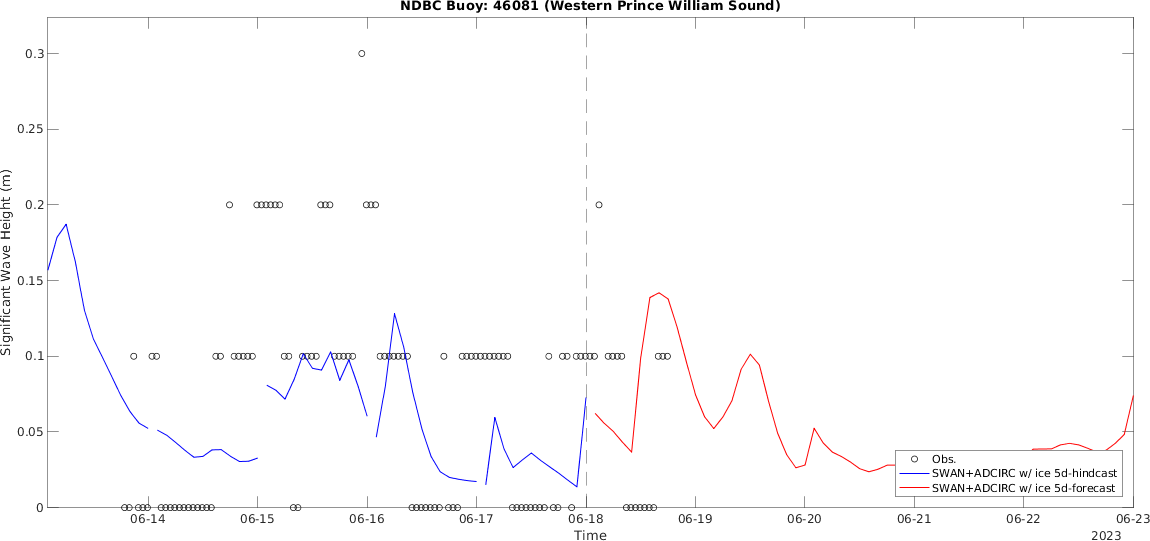 NDBC Buoy: 46081 (Western Prince William Sound)
Significant Wave Height (m)
0.3
0.25
0.2
0.15
0.1
0.05
0
Obs.
SWAN+ADCIRC w/ ice 5d-hindcast
SWAN+ADCIRC w/ ice 5d-forecast
06-14 06-15 06-16 06-17 06-18 06-19 06-20 06-21 06-22 06-23
Time
2023